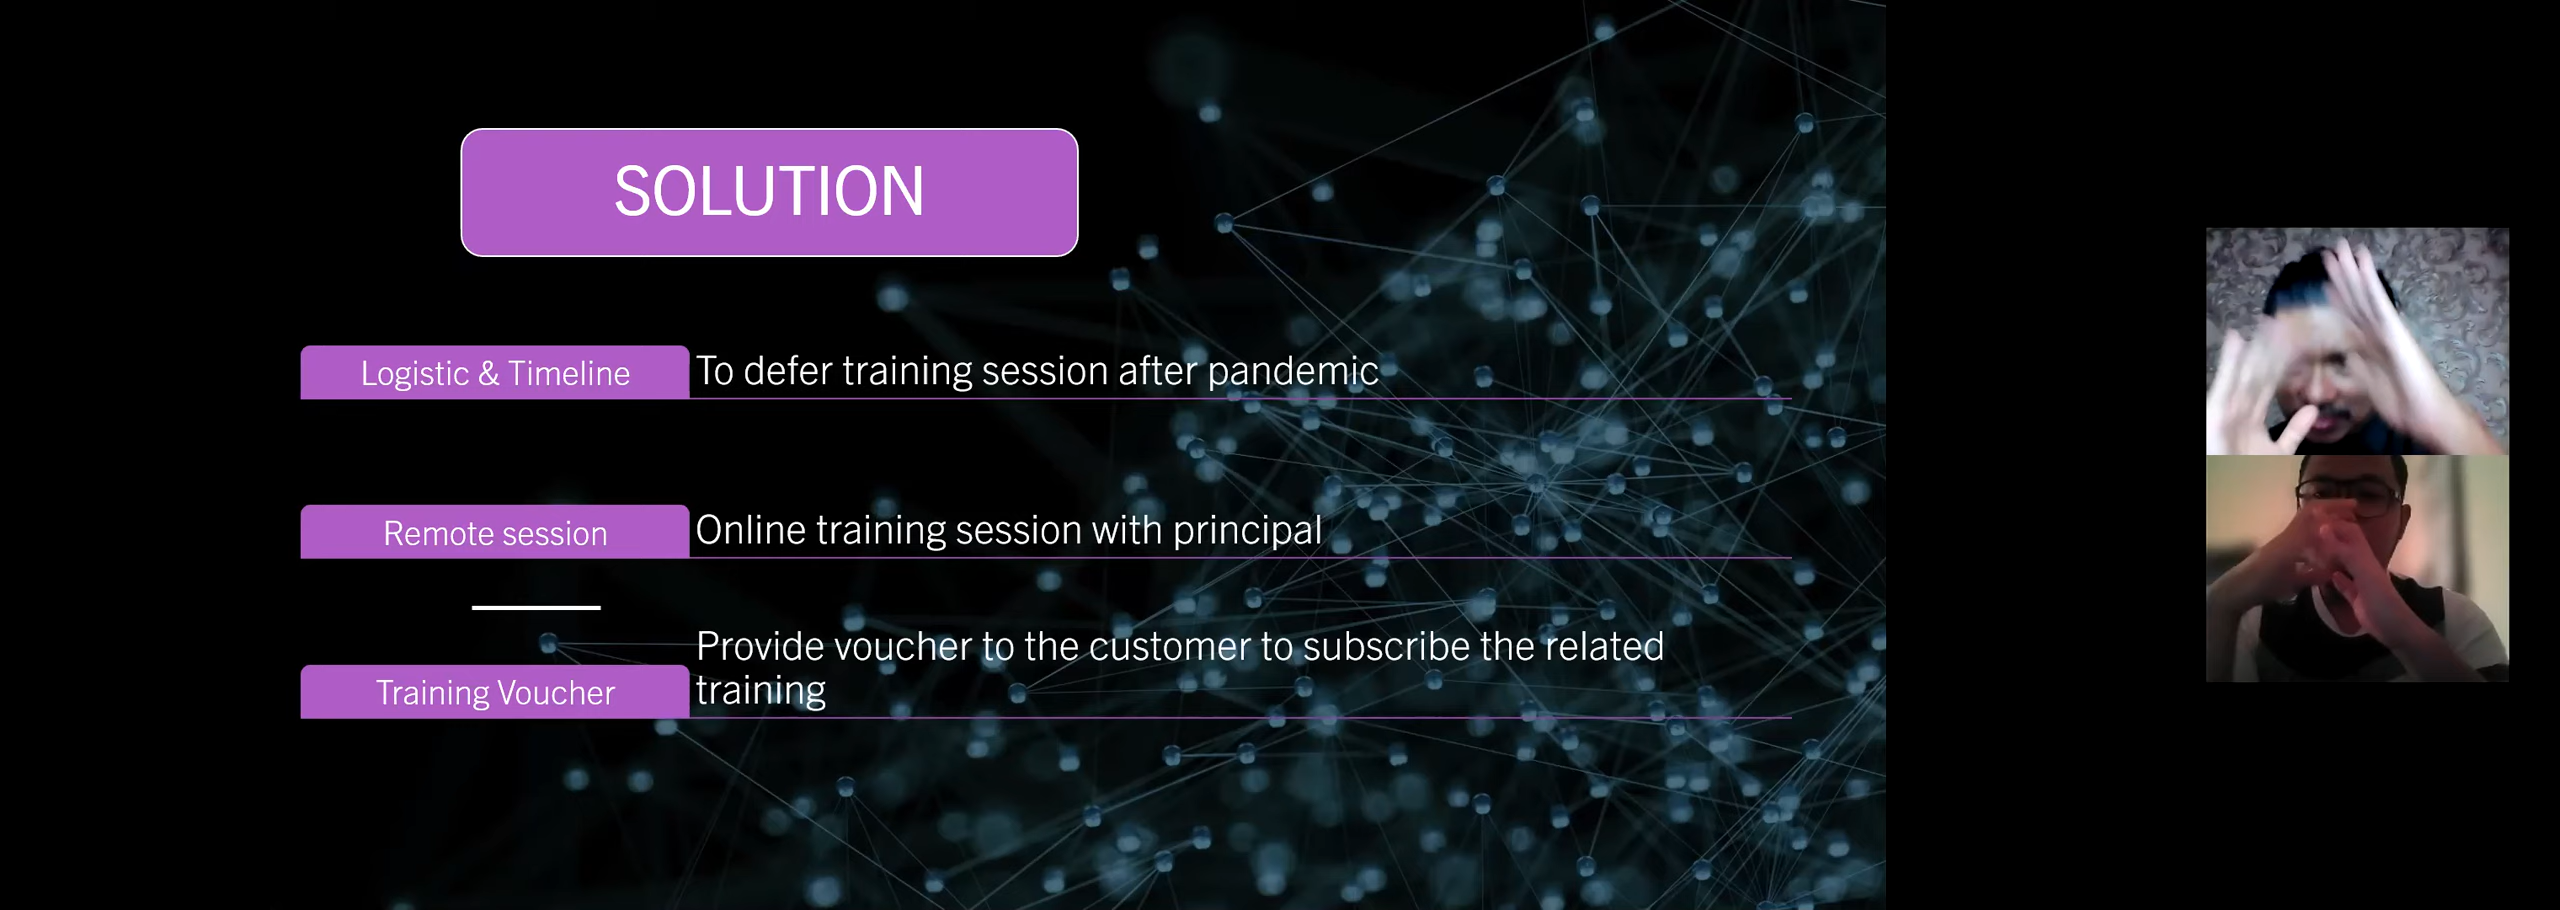 SOLUTION
Logistic & Timeline
To defer training session after pandemic
Remote session
Online training session with principal
Training Voucher
Provide voucher to the customer to subscribe the related
training